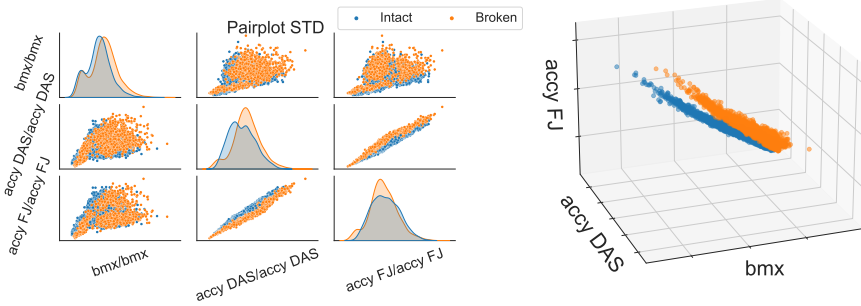 Intact Broken
Pairplot STD
bmx/bmx
accy DAS/accy DAS
accy FJ/accy FJ
bmx/bmx
accy DAS/accy DAS
accy FJ/accy FJ
accy FJ
accy DAS
bmx